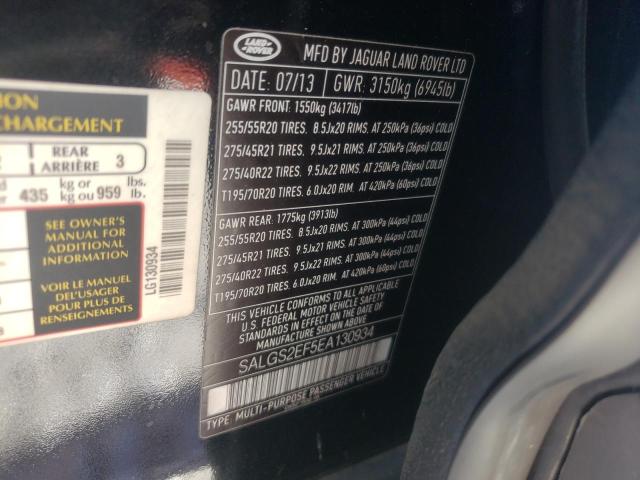 ION
CHARGEMENT
REAR
ARRIÈRE 3
435 kg or
kg ou 959 lbs.
lb.
SEE OWNER'S
MANUAL FOR
ADDITIONAL
INFORMATION
VOIR LE MANUEL
DE L'USAGER
POUR PLUS DE
RENSEIGNEMENTS
LG130934
LAND-
ROVER
MFD BY JAGUAR LAND ROVER LTD
DATE: 07/13 GWR: 3150kg (6945lb)
GAWR FRONT: 1550kg (3417lb)
255/55R20 TIRES. 8.5Jx20 RIMS. AT 250kPa (36psi) COLD
275/45R21 TIRES. 9.5Jx21 RIMS. AT 250kPa (36psi) COLD
275/40R22 TIRES. 9.5Jx22 RIMS. AT 250kPa (36psi) COLD
T195/70R20 TIRES. 6.0Jx20 RIM. AT 420kPa (60psi) COLD
GAWR REAR: 1775kg (3913lb)
255/55R20 TIRES. 8.5Jx20 RIMS. AT 300kPa (44psi) COLD
275/45R21 TIRES. 9.5Jx21 RIMS. AT 300kPa (44psi) COLD
275/40R22 TIRES. 9.5Jx22 RIMS. AT 300kPa (44psi) COLD
T195/70R20 TIRES. 6.0Jx20 RIM. AT 420kPa (60psi) COLD
THIS VEHICLE CONFORMS TO ALL APPLICABLE
U.S. FEDERAL MOTOR VEHICLE SAFETY
STANDARDS IN EFFECT ON THE DATE OF
MANUFACTURE SHOWN ABOVE
SALGS2EF5EA130934
TYPE: MULTI-PURPOSE PASSENGER VEHICLE